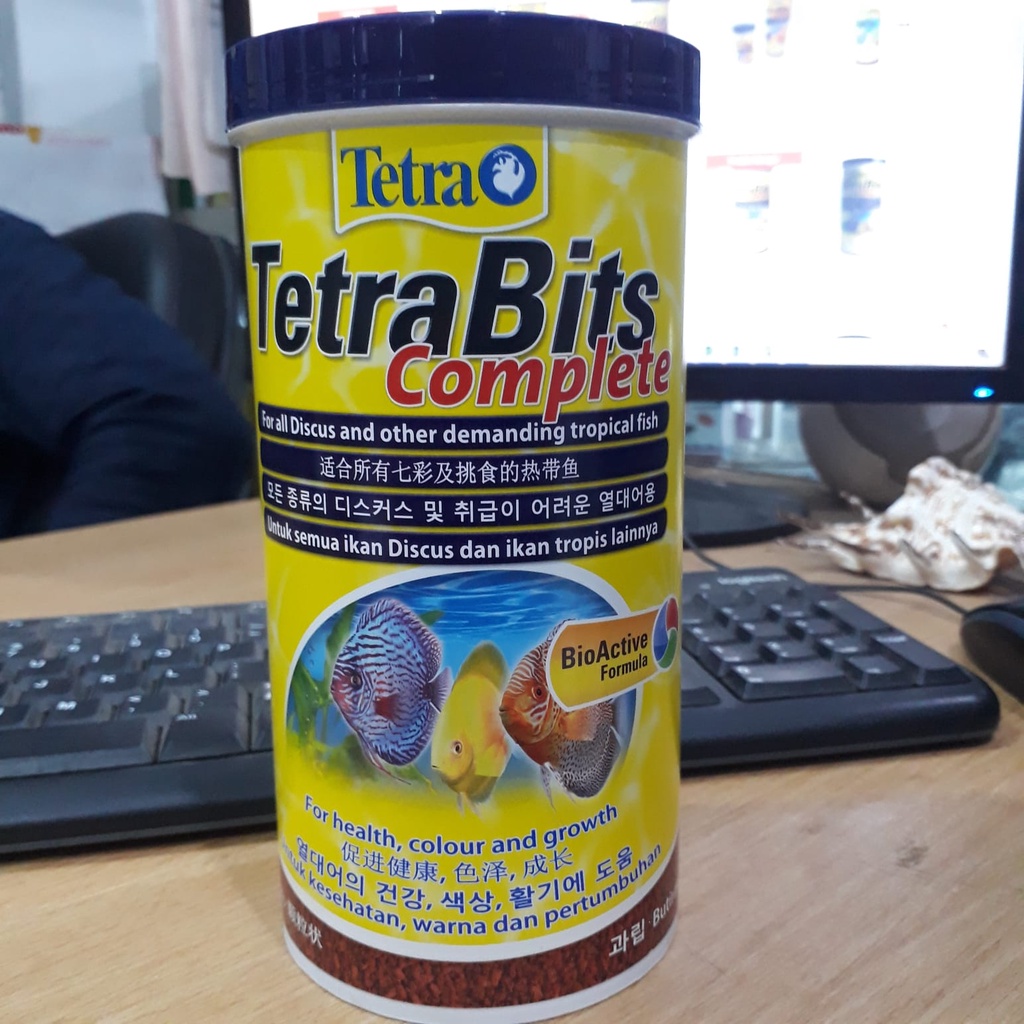 Tetra
TetraBits
Complete
For all Discus and other demanding tropical fish
适合所有七彩及挑食的热带鱼
모든 종류의 디스커스 및 취급이 어려운 열대어용
Untuk semua ikan Discus dan ikan tropis lainnya
BioActive
Formula
For health, colour and growth
促进健康, 色泽, 成长
열대어의 건강, 색상, 활기에 도움
Untuk kesehatan, warna dan pertumbuhan
颗粒状
과립